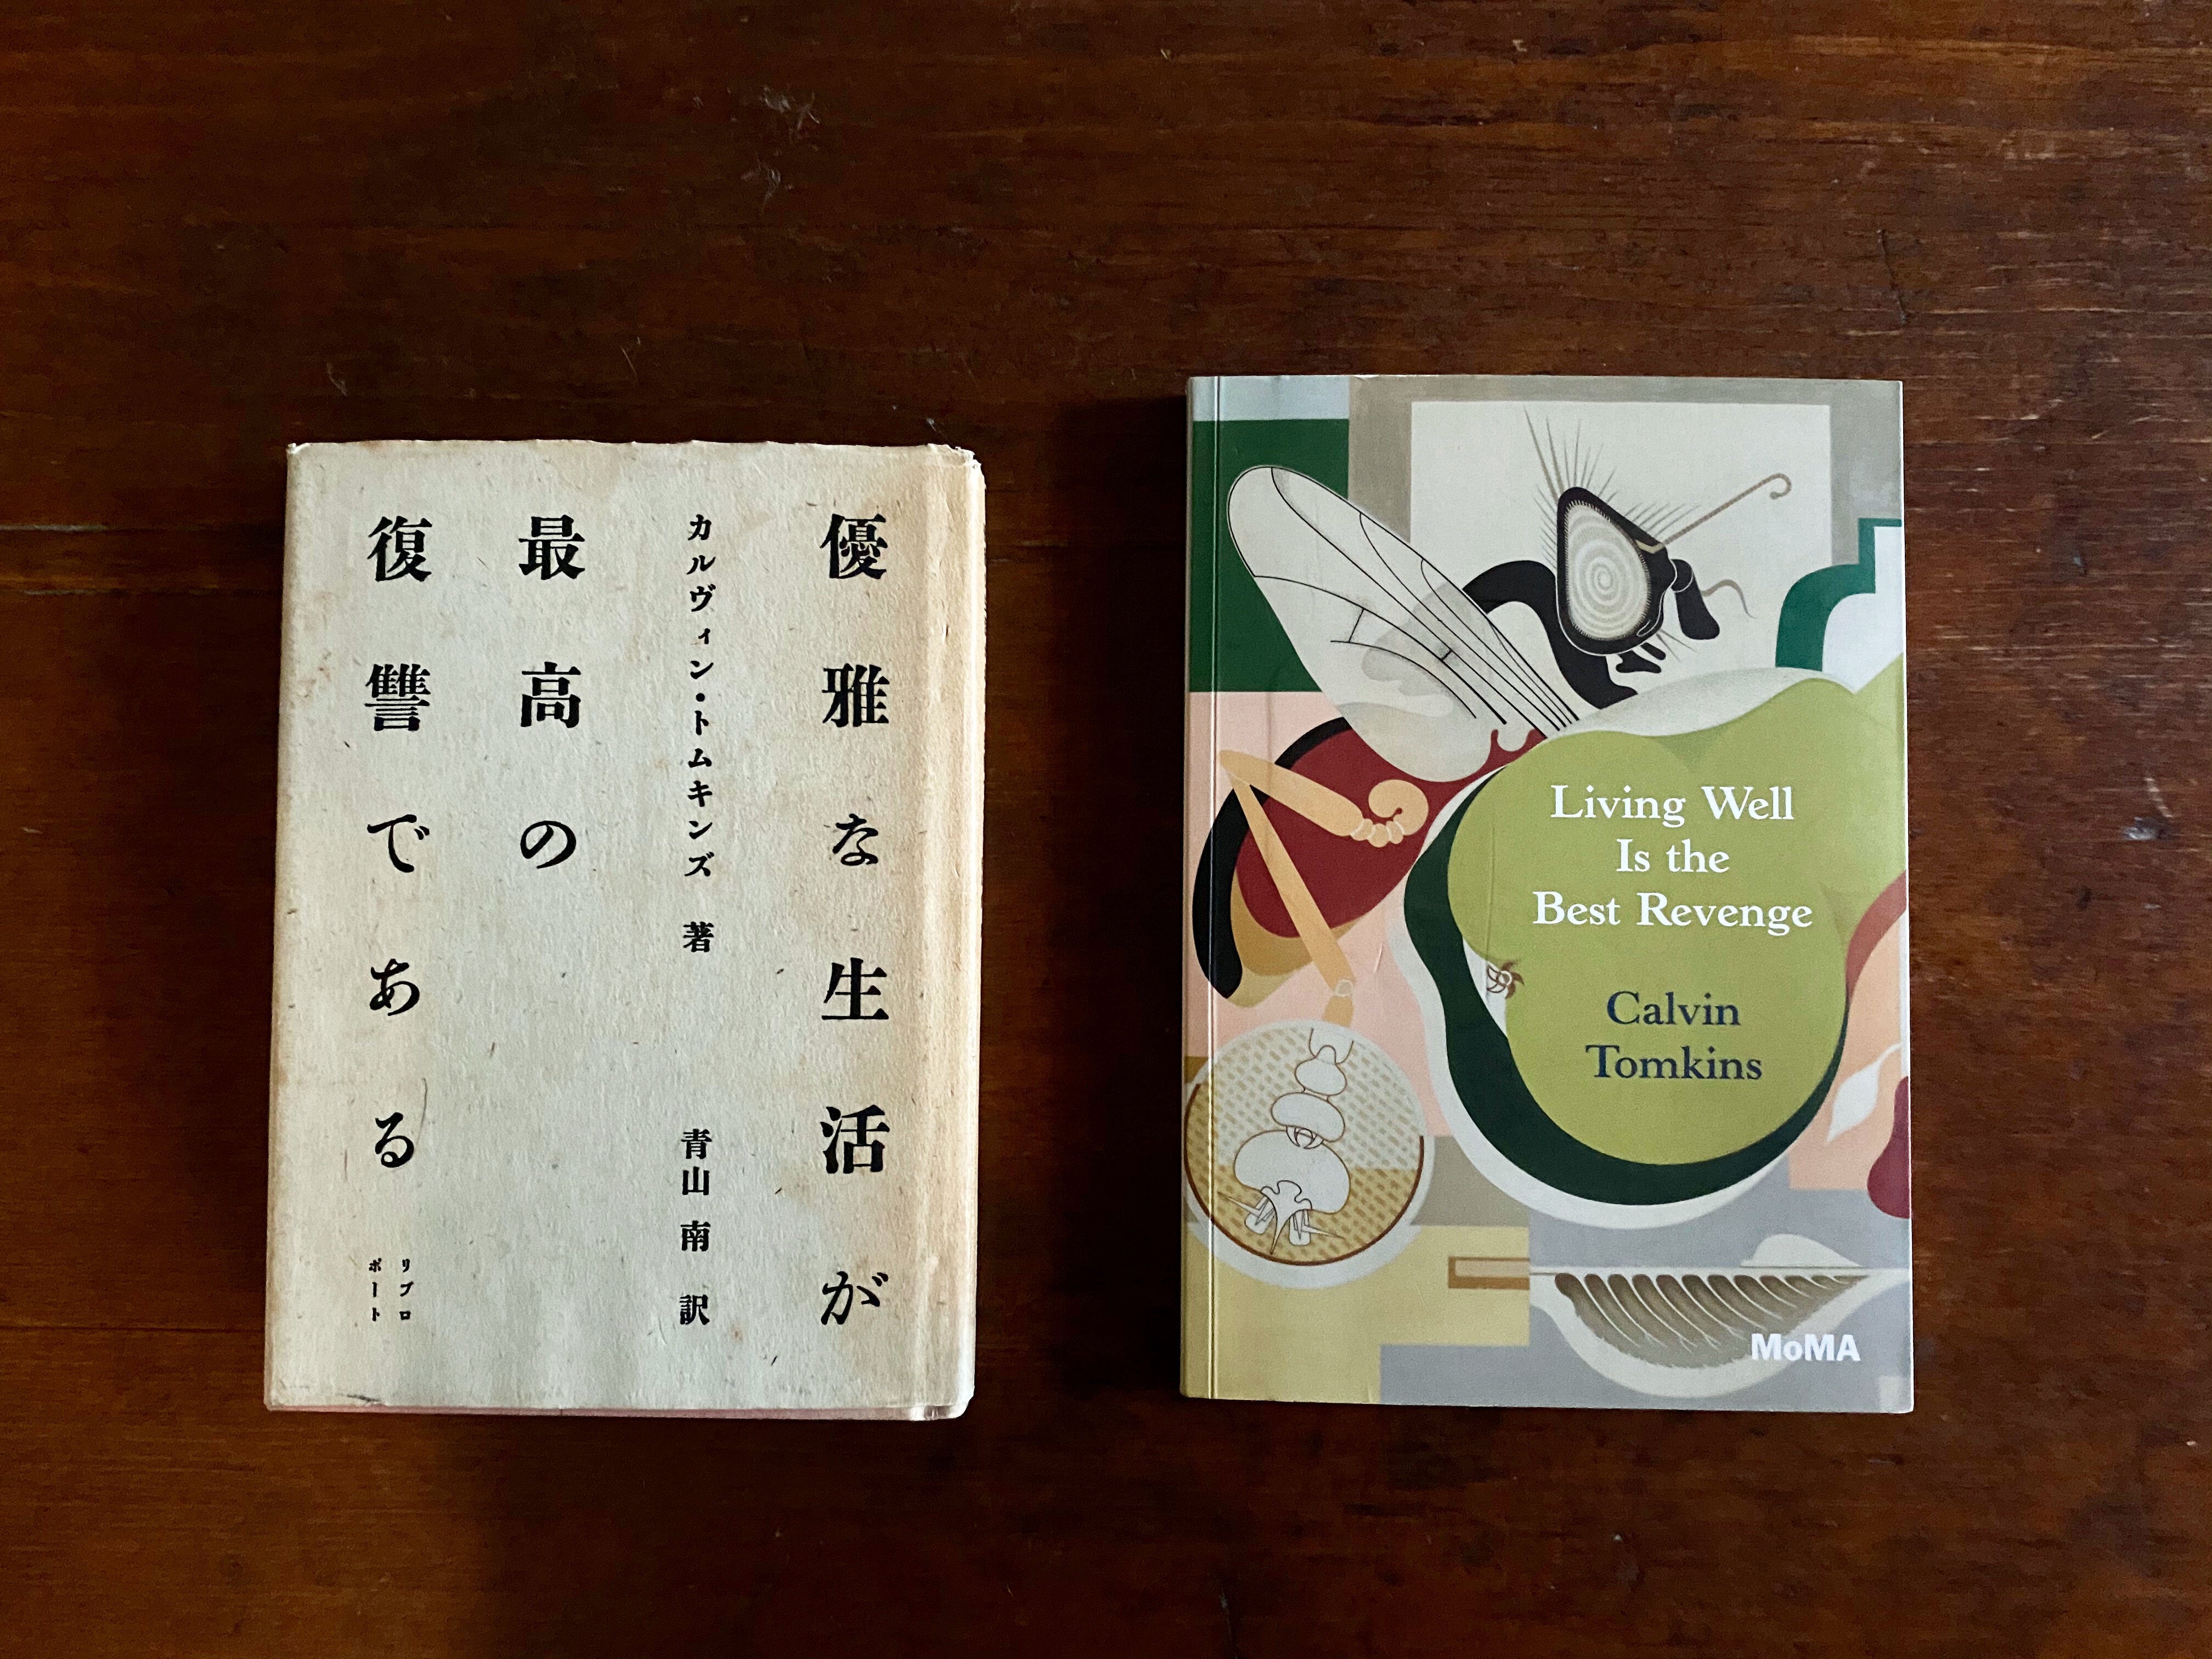 優雅な生活が
カルヴィン・トムキンズ 著
青山 南 訳
最高の
復讐である
リブロ
ポート
Living Well
Is the
Best Revenge
Calvin
Tomkins
MoMA